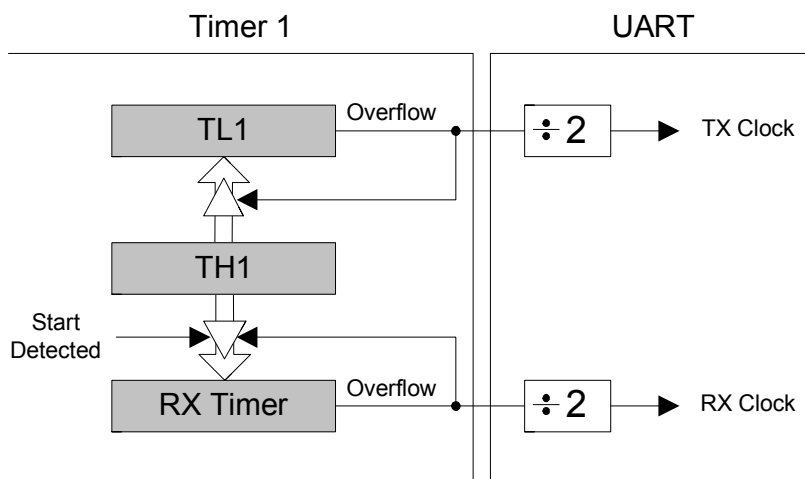 Timer 1
UART
TL1
Overflow
÷ 2
TX Clock
TH1
Start
Detected
RX Timer
Overflow
÷ 2
RX Clock